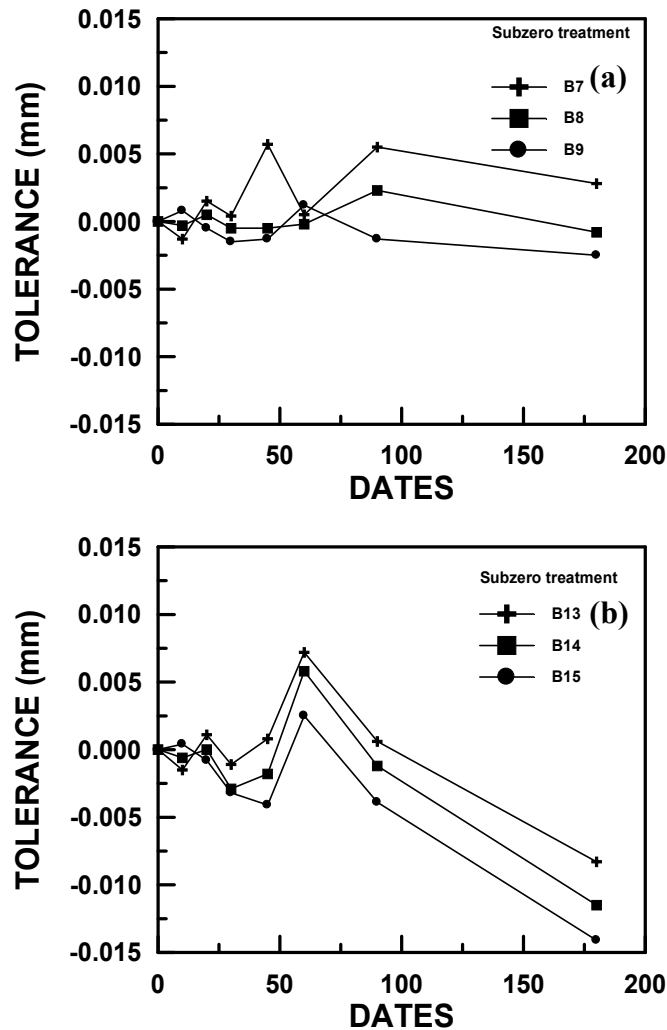 0.015
0.010
0.005
0.000
-0.005
-0.010
-0.015
TOLERANCE (mm)
Subzero treatment
(a)
B7
B8
B9
0 50 100 150 200
DATES
0.015
0.010
0.005
0.000
-0.005
-0.010
-0.015
TOLERANCE (mm)
Subzero treatment
(b)
B13
B14
B15
0 50 100 150 200
DATES